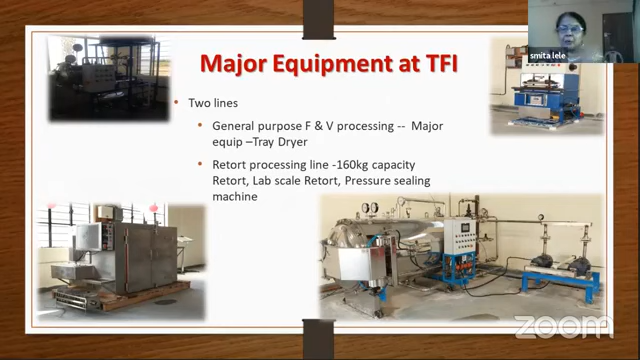 smita lele
Major Equipment at TFI
• Two lines
• General purpose F & V processing -- Major
equip –Tray Dryer
• Retort processing line -160kg capacity
Retort, Lab scale Retort, Pressure sealing
machine
zoom